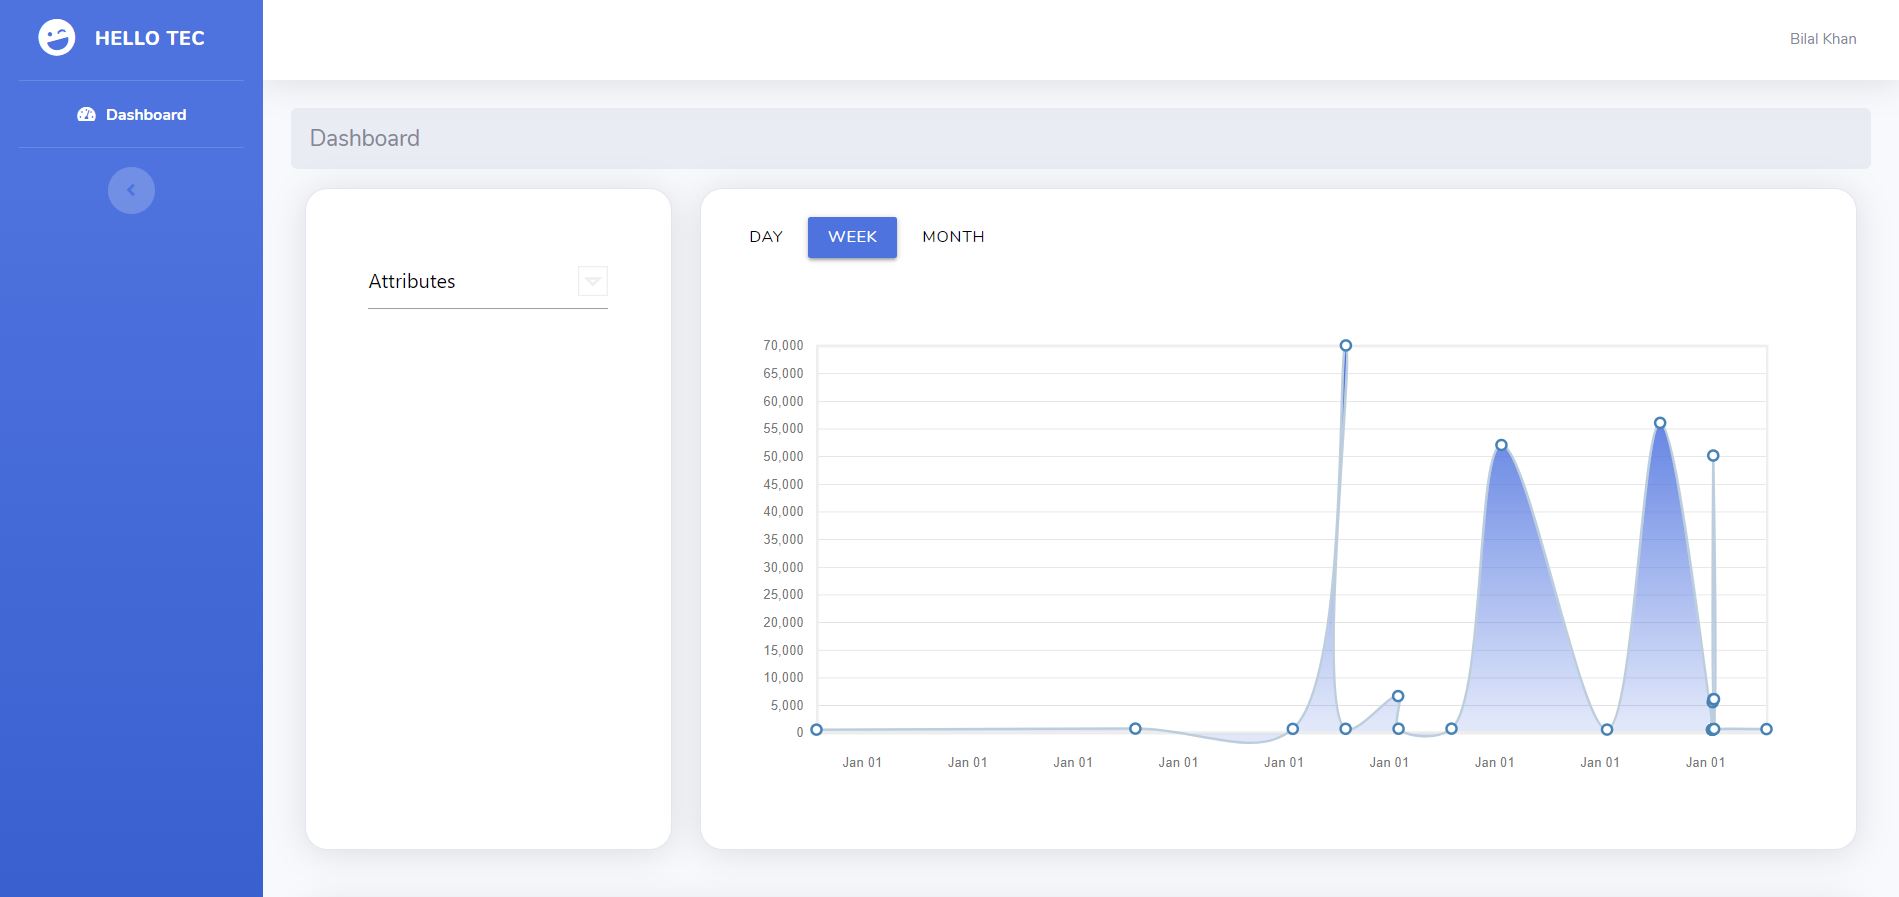 HELLO TEC
Bilal Khan
Dashboard
Dashboard
Attributes
DAY WEEK MONTH
70,000
65,000
60,000
55,000
50,000
45,000
40,000
35,000
30,000
25,000
20,000
15,000
10,000
5,000
0
Jan 01 Jan 01 Jan 01 Jan 01 Jan 01 Jan 01 Jan 01 Jan 01 Jan 01